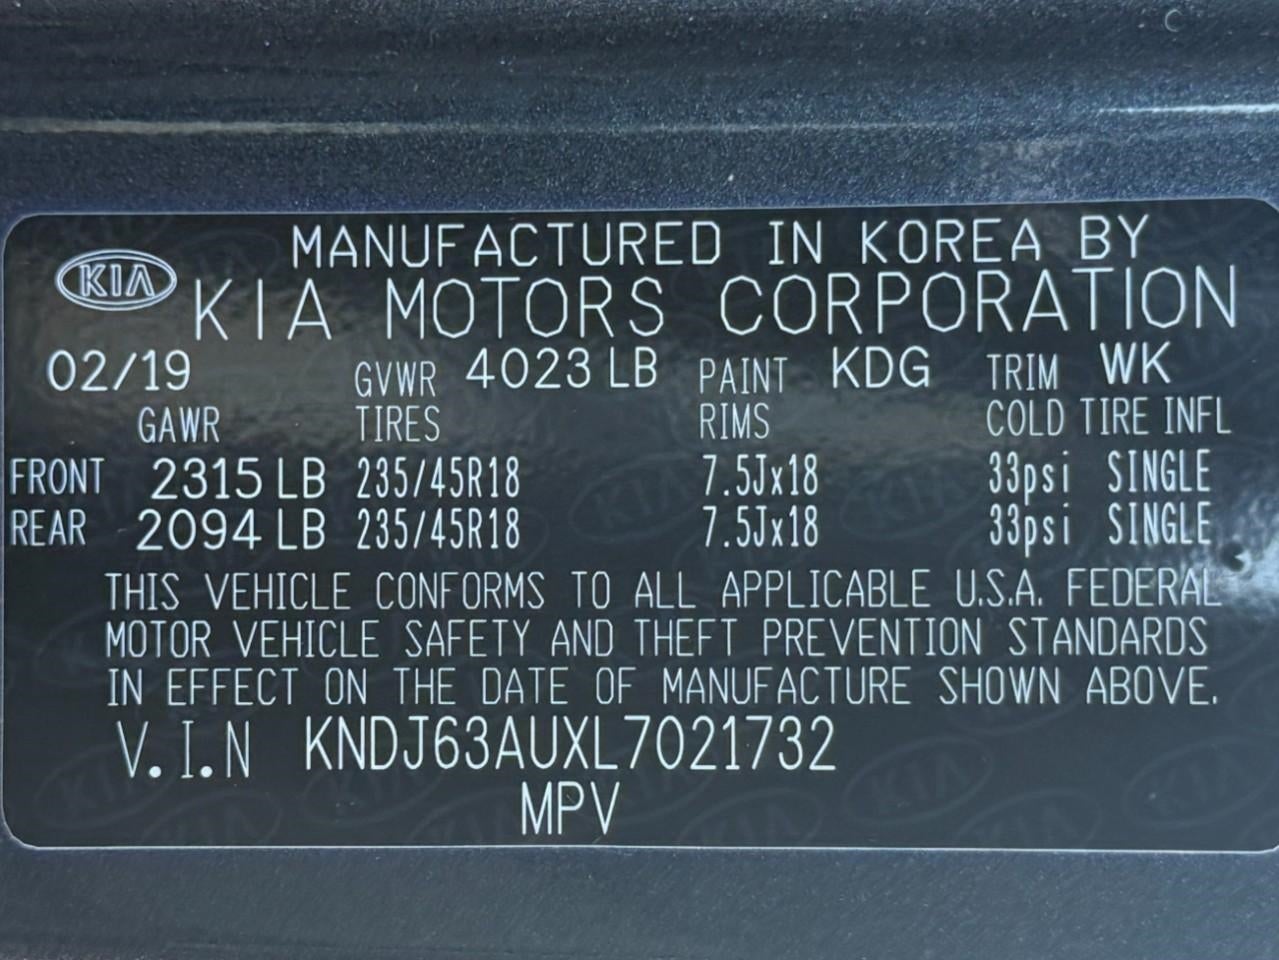 MANUFACTURED IN KOREA BY
KIA KIA MOTORS CORPORATION
02/19 GVWR 4023 LB PAINT KDG TRIM WK
GAWR TIRES RIMS COLD TIRE INFL
FRONT 2315 LB 235/45R18 7.5Jx18 33psi SINGLE
REAR 2094 LB 235/45R18 7.5Jx18 33psi SINGLE
THIS VEHICLE CONFORMS TO ALL APPLICABLE U.S.A. FEDERAL
MOTOR VEHICLE SAFETY AND THEFT PREVENTION STANDARDS
IN EFFECT ON THE DATE OF MANUFACTURE SHOWN ABOVE.
V.I.N KNDJ63AUXL7021732
MPV